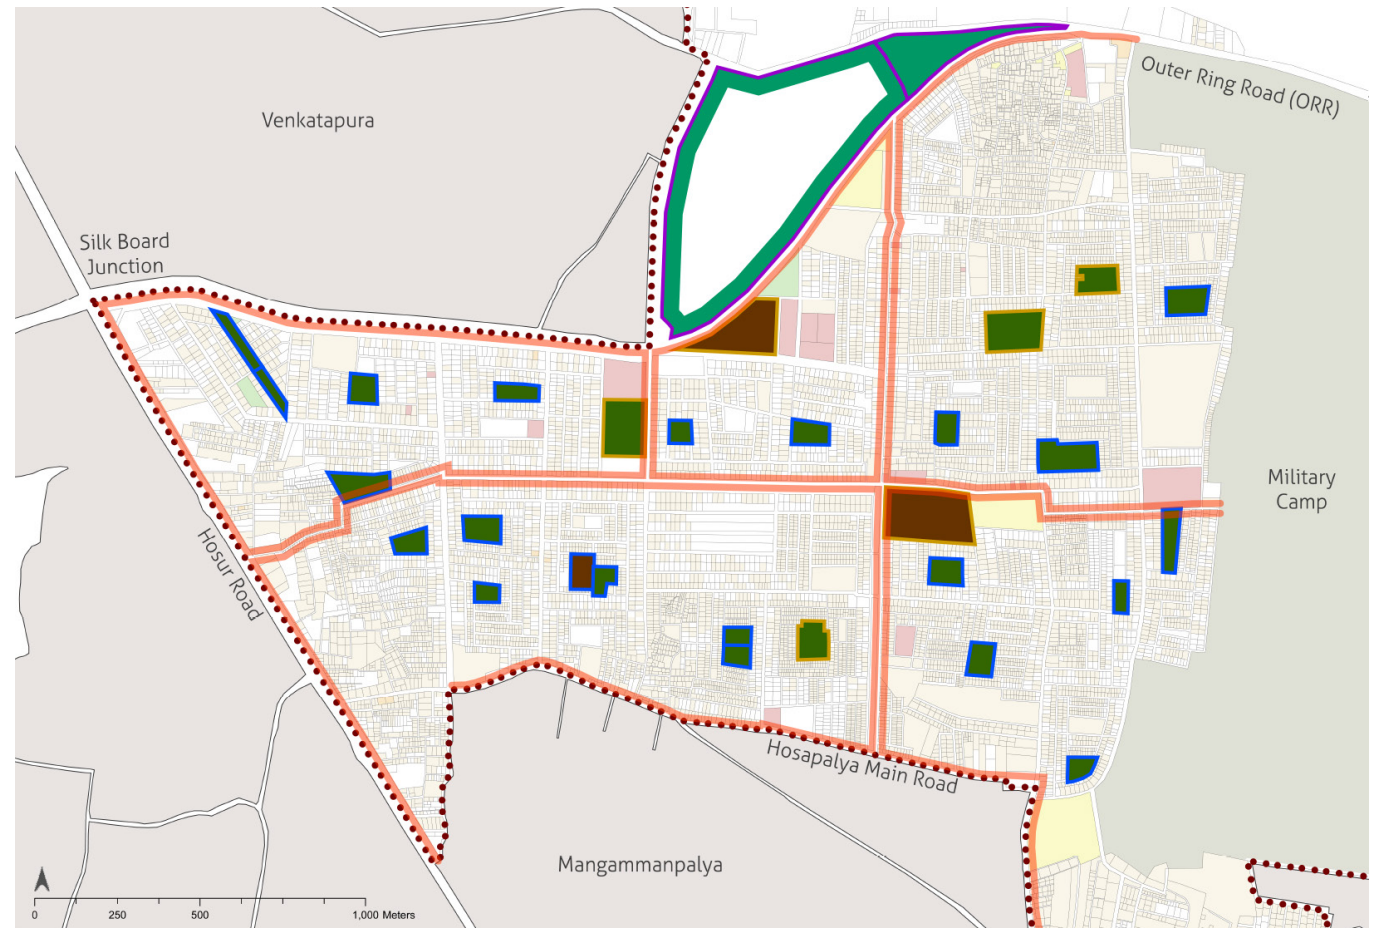 Outer Ring Road (ORR)
Venkatapura
Silk Board
Junction
Military
Camp
Hosur Road
Hosapalya Main Road
Mangammanpalya
0 250 500 1,000 Meters